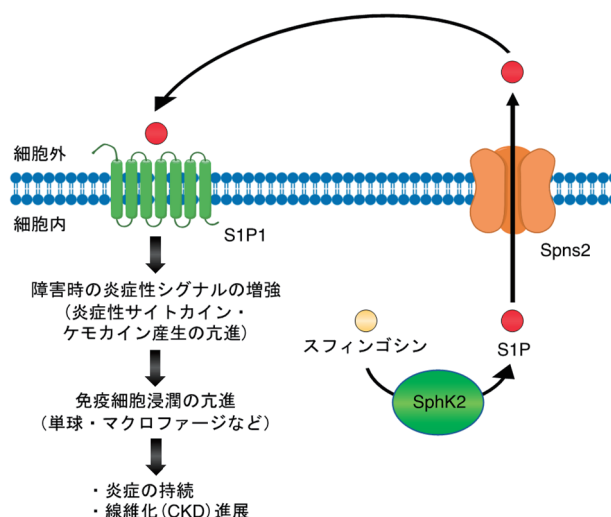 細胞外
細胞内
S1P1
Spns2
障害時の炎症性シグナルの増強
(炎症性サイトカイン・
ケモカイン産生の亢進)
免疫細胞浸潤の亢進
(単球・マクロファージなど)
・炎症の持続
・線維化(CKD)進展
スフィンゴシン
S1P
SphK2